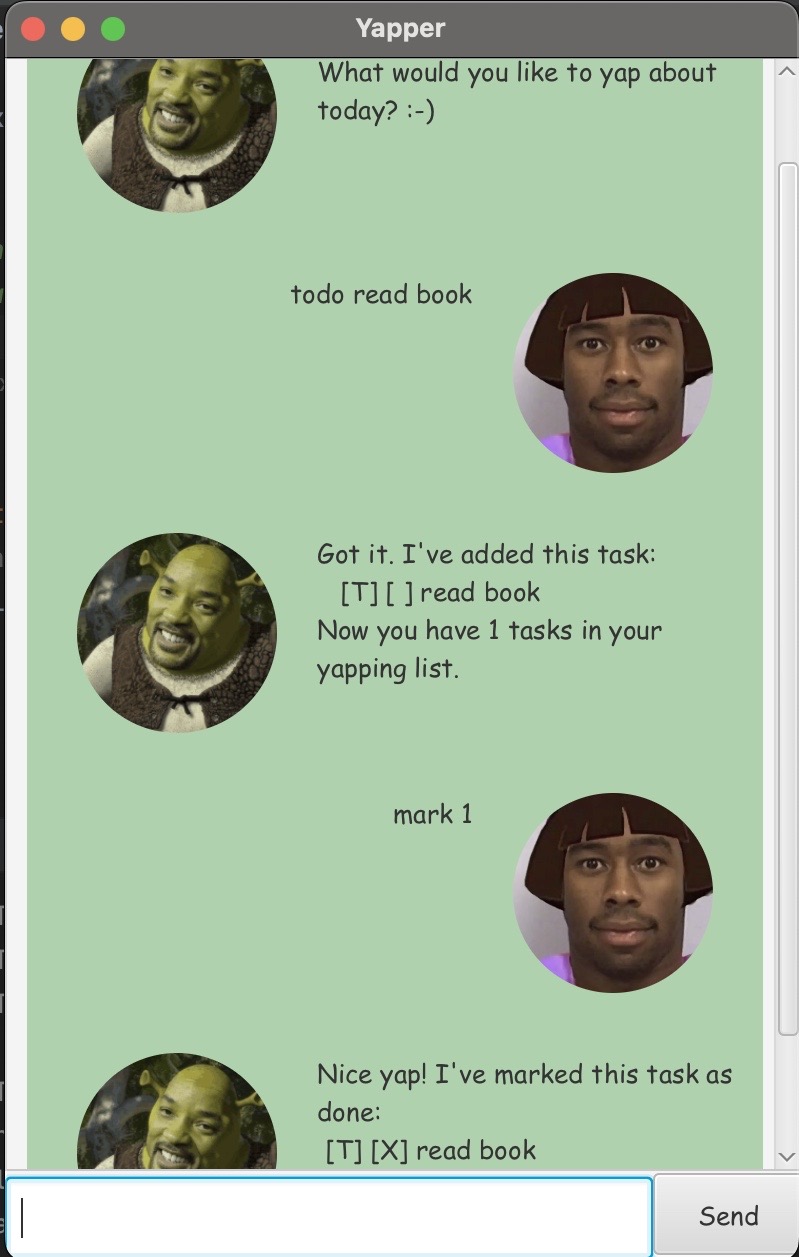 Yapper
What would you like to yap about
today? :-)
todo read book
Got it. I've added this task:
[T] [ ] read book
Now you have 1 tasks in your
yapping list.
mark 1
Nice yap! I've marked this task as
done:
[T] [X] read book
Send